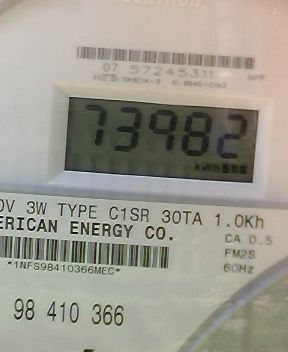 07 57245311
73982
kWh
0V 3W TYPE C1SR 30TA 1.0Kh
ERICAN ENERGY CO.
CA 0.5
FM2S
*1NFS98410366MEC*
60Hz
98 410 366